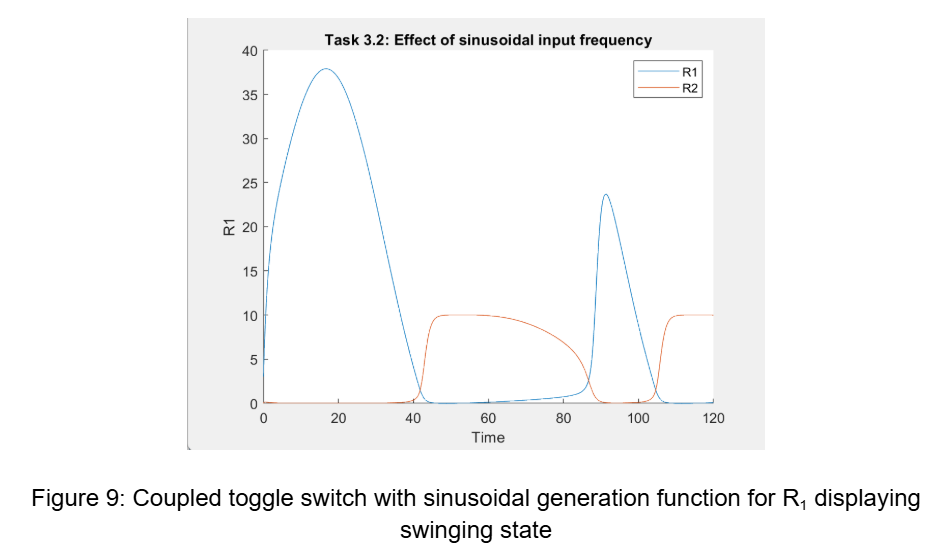 Task 3.2: Effect of sinusoidal input frequency
R1
R2
40
35
30
25
20
15
10
5
0
R1
0 20 40 60 80 100 120
Time
Figure 9: Coupled toggle switch with sinusoidal generation function for R₁ displaying
swinging state